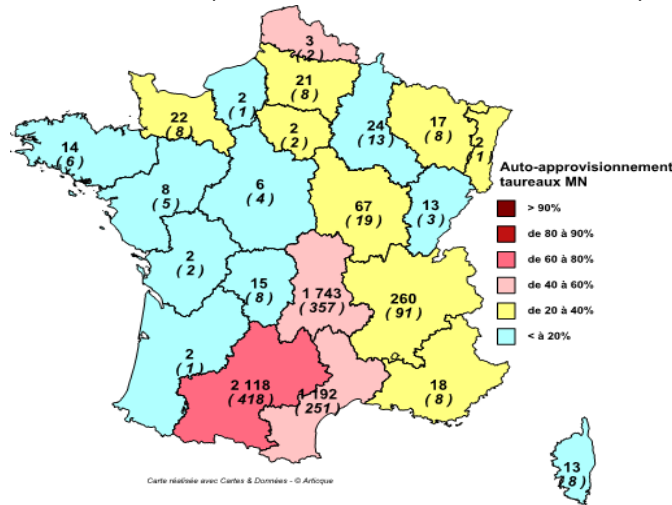 3
( 2 )
21
( 8 )
2
( 1 )
22
( 8 )
2
( 2 )
24
( 13 )
17
( 8 )
2
1
14
( 6 )
8
( 5 )
6
( 4 )
67
( 19 )
13
( 3 )
2
( 2 )
15
( 8 )
1 743
( 357 )
260
( 91 )
2
( 1 )
2 118
( 418 )
1 192
( 251 )
18
( 8 )
13
( 8 )
Auto-approvisionnement
taureaux MN
> 90%
de 80 à 90%
de 60 à 80%
de 40 à 60%
de 20 à 40%
< à 20%
Carte réalisée avec Cartes & Données - © Articque